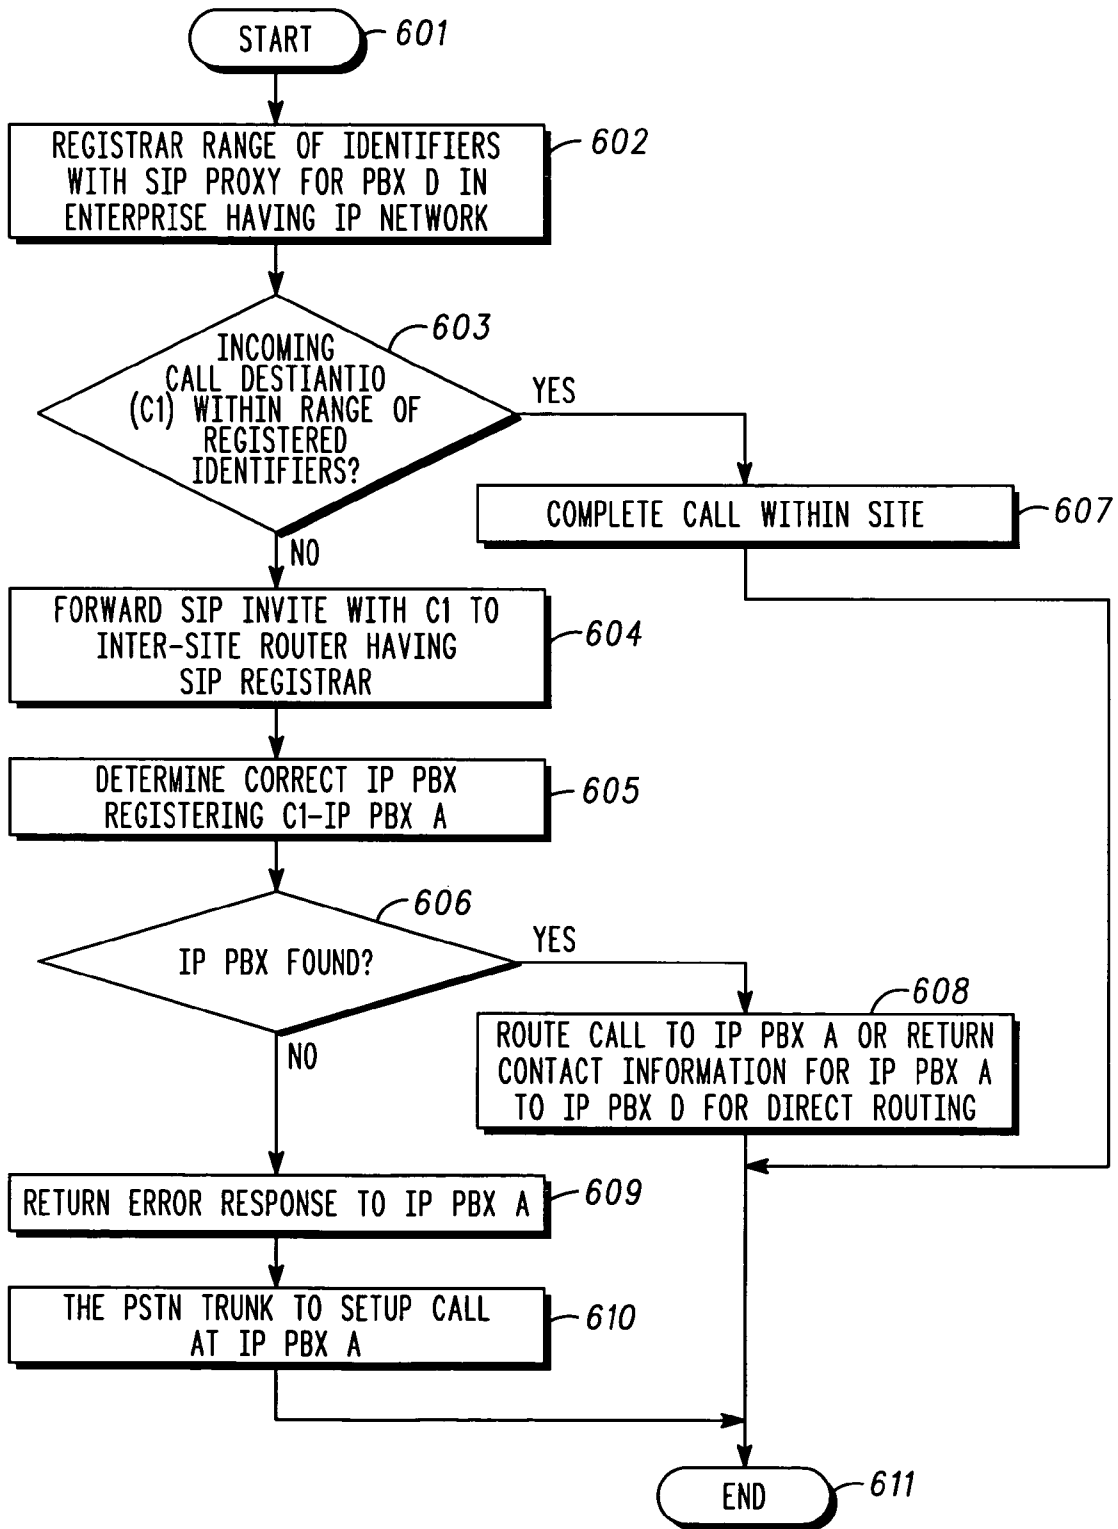 START
601
REGISTRAR RANGE OF IDENTIFIERS
WITH SIP PROXY FOR PBX D IN
ENTERPRISE HAVING IP NETWORK
602
INCOMING
CALL DESTIANTIO
(C1) WITHIN RANGE OF
REGISTERED
IDENTIFIERS?
603
YES
NO
COMPLETE CALL WITHIN SITE
607
FORWARD SIP INVITE WITH C1 TO
INTER-SITE ROUTER HAVING
SIP REGISTRAR
604
DETERMINE CORRECT IP PBX
REGISTERING C1-IP PBX A
605
IP PBX FOUND?
606
YES
NO
ROUTE CALL TO IP PBX A OR RETURN
CONTACT INFORMATION FOR IP PBX A
TO IP PBX D FOR DIRECT ROUTING
608
RETURN ERROR RESPONSE TO IP PBX A
609
THE PSTN TRUNK TO SETUP CALL
AT IP PBX A
610
END
611